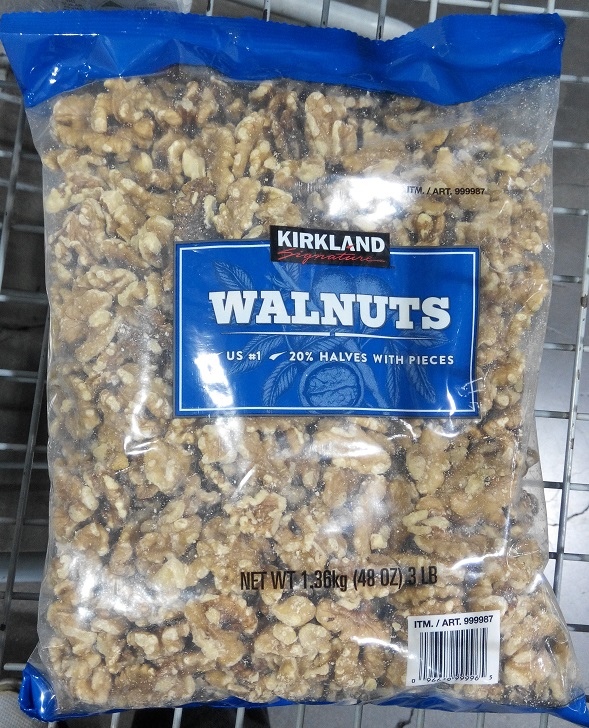 ITM. / ART. 999987
KIRKLAND
Signature
WALNUTS
US #1 20% HALVES WITH PIECES
NET WT 1.36kg (48 OZ) 3 LB
ITM. / ART. 999987